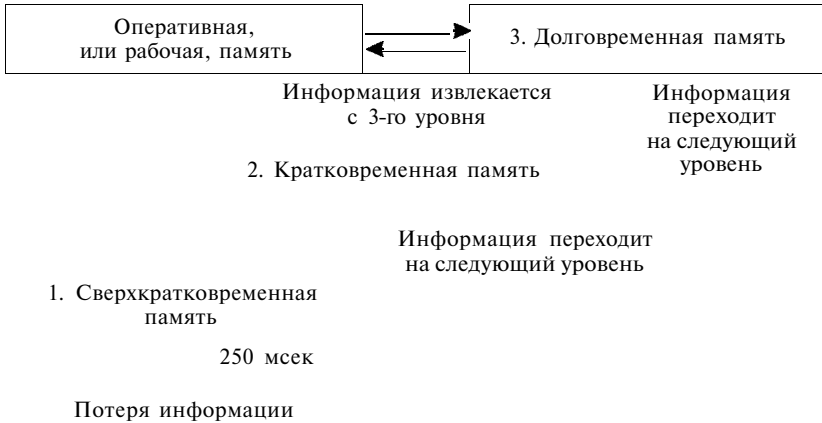 Оперативная,
или рабочая, память
3. Долговременная память
Информация извлекается
с 3-го уровня
Информация
переходит
на следующий
уровень
2. Кратковременная память
Информация переходит
на следующий уровень
1. Сверхкратковременная
память
250 мсек
Потеря информации